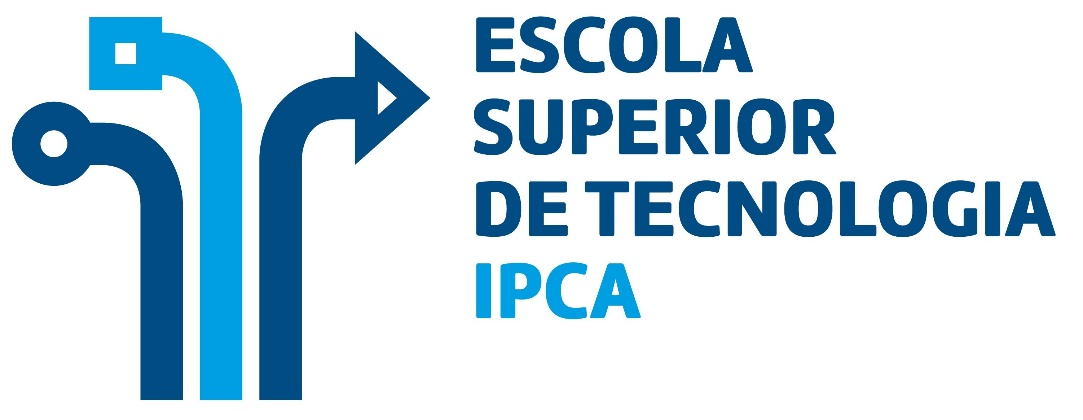 ESCOLA
SUPERIOR
DE TECNOLOGIA
IPCA